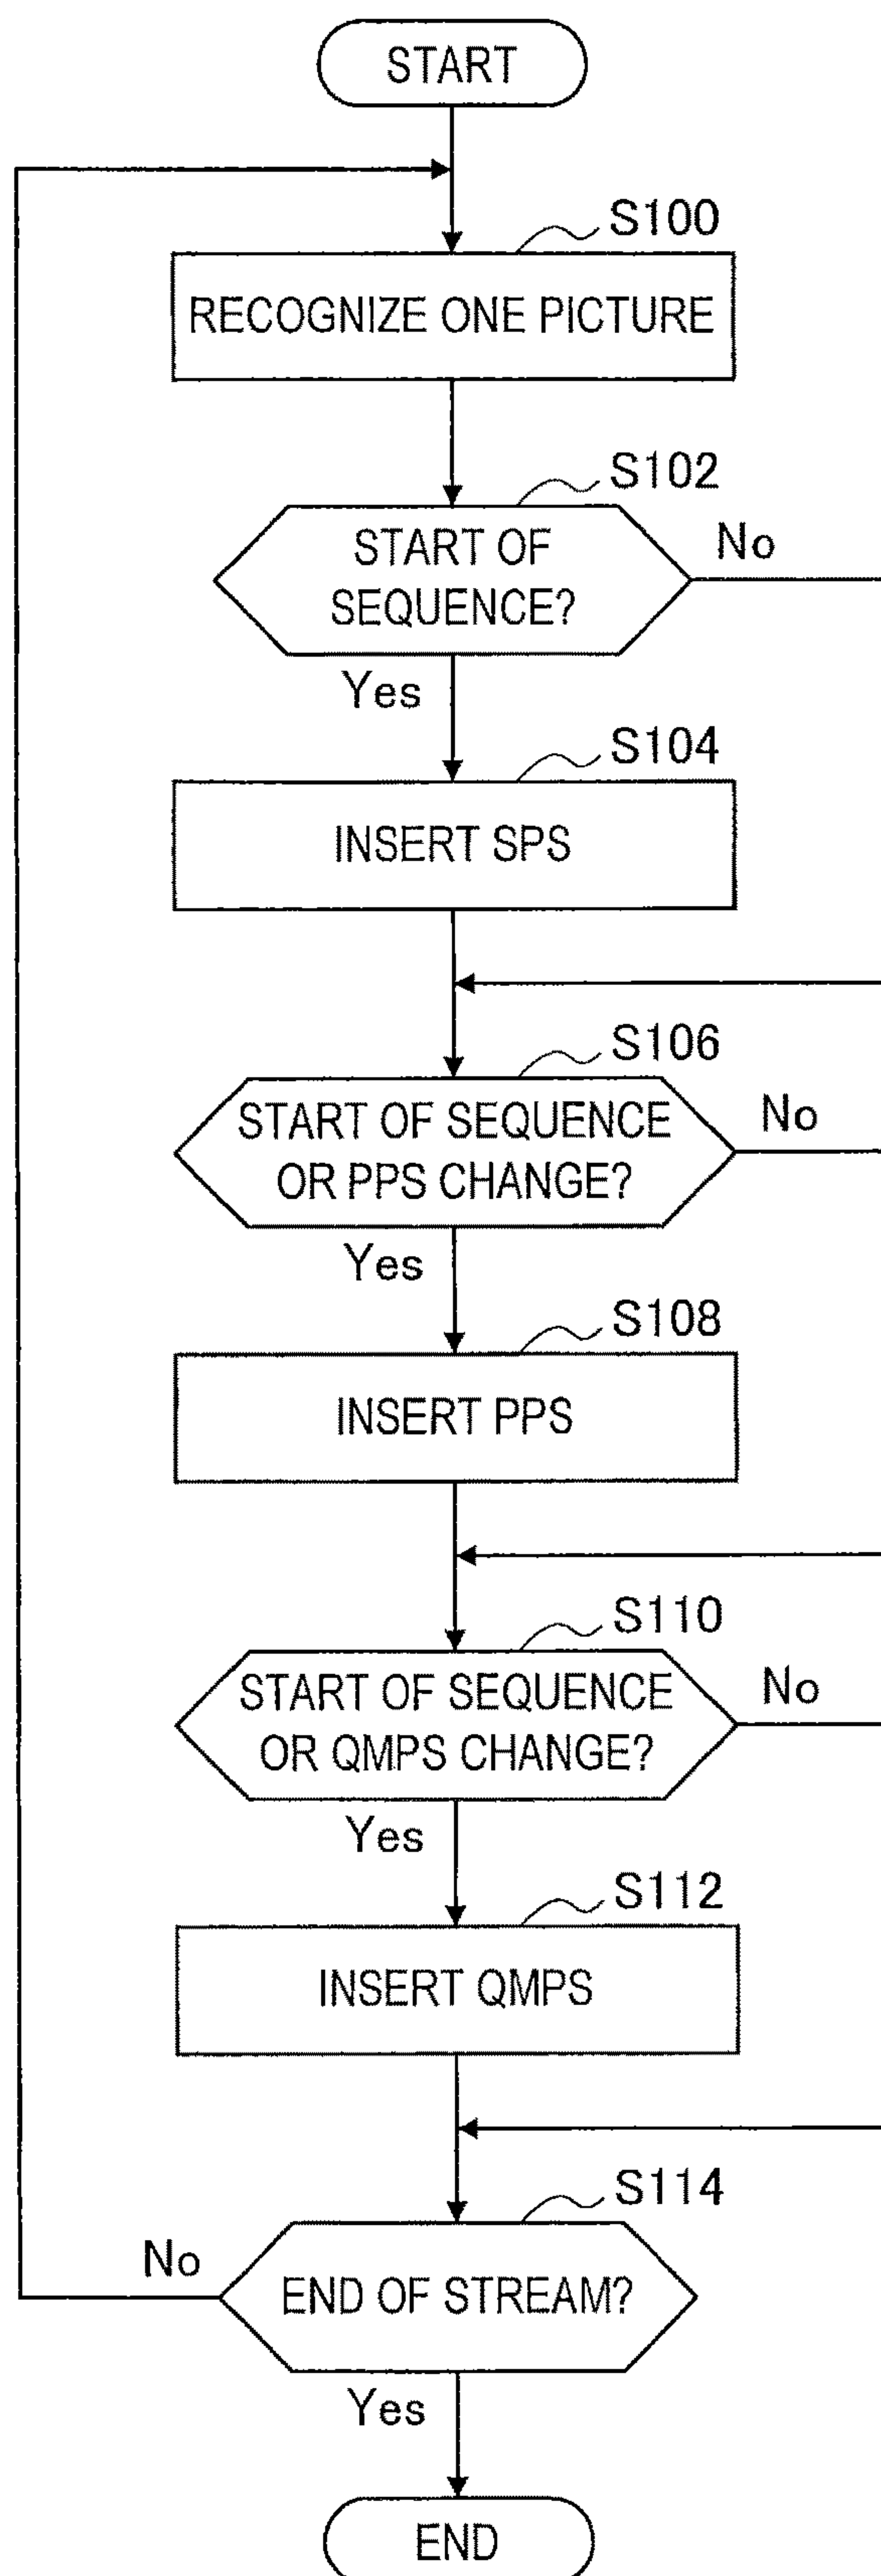 START
S100
RECOGNIZE ONE PICTURE
S102
START OF
SEQUENCE?
No
Yes
S104
INSERT SPS
S106
START OF SEQUENCE
OR PPS CHANGE?
No
Yes
S108
INSERT PPS
S110
START OF SEQUENCE
OR QMPS CHANGE?
No
Yes
S112
INSERT QMPS
S114
No
END OF STREAM?
Yes
END